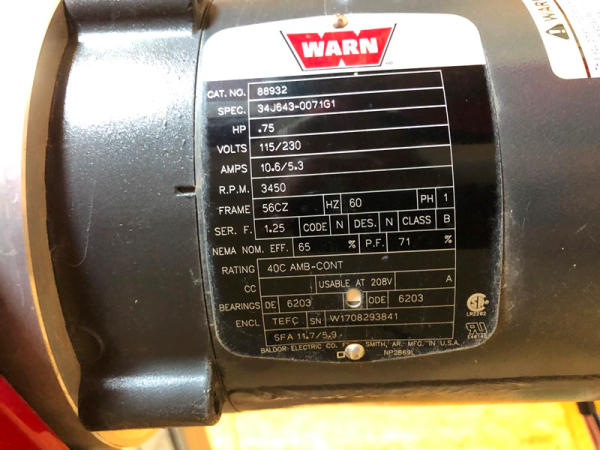 WARN
CAT. NO. 88932
SPEC. 34J643-0071G1
HP .75
VOLTS 115/230
AMPS 10.6/5.3
R.P.M. 3450
FRAME 56CZ HZ 60 PH 1
SER. F. 1.25 CODE N DES. N CLASS B
NEMA NOM. EFF. 65 % P.F. 71 %
RATING 40C AMB-CONT
CC USABLE AT 208V A
BEARINGS DE 6203 ODE 6203
ENCL TEFC SN W1708293841
SFA 11.7/5.9
BALDOR ELECTRIC CO. SMITH, AR. MFG. IN U.S.A.
LR2262